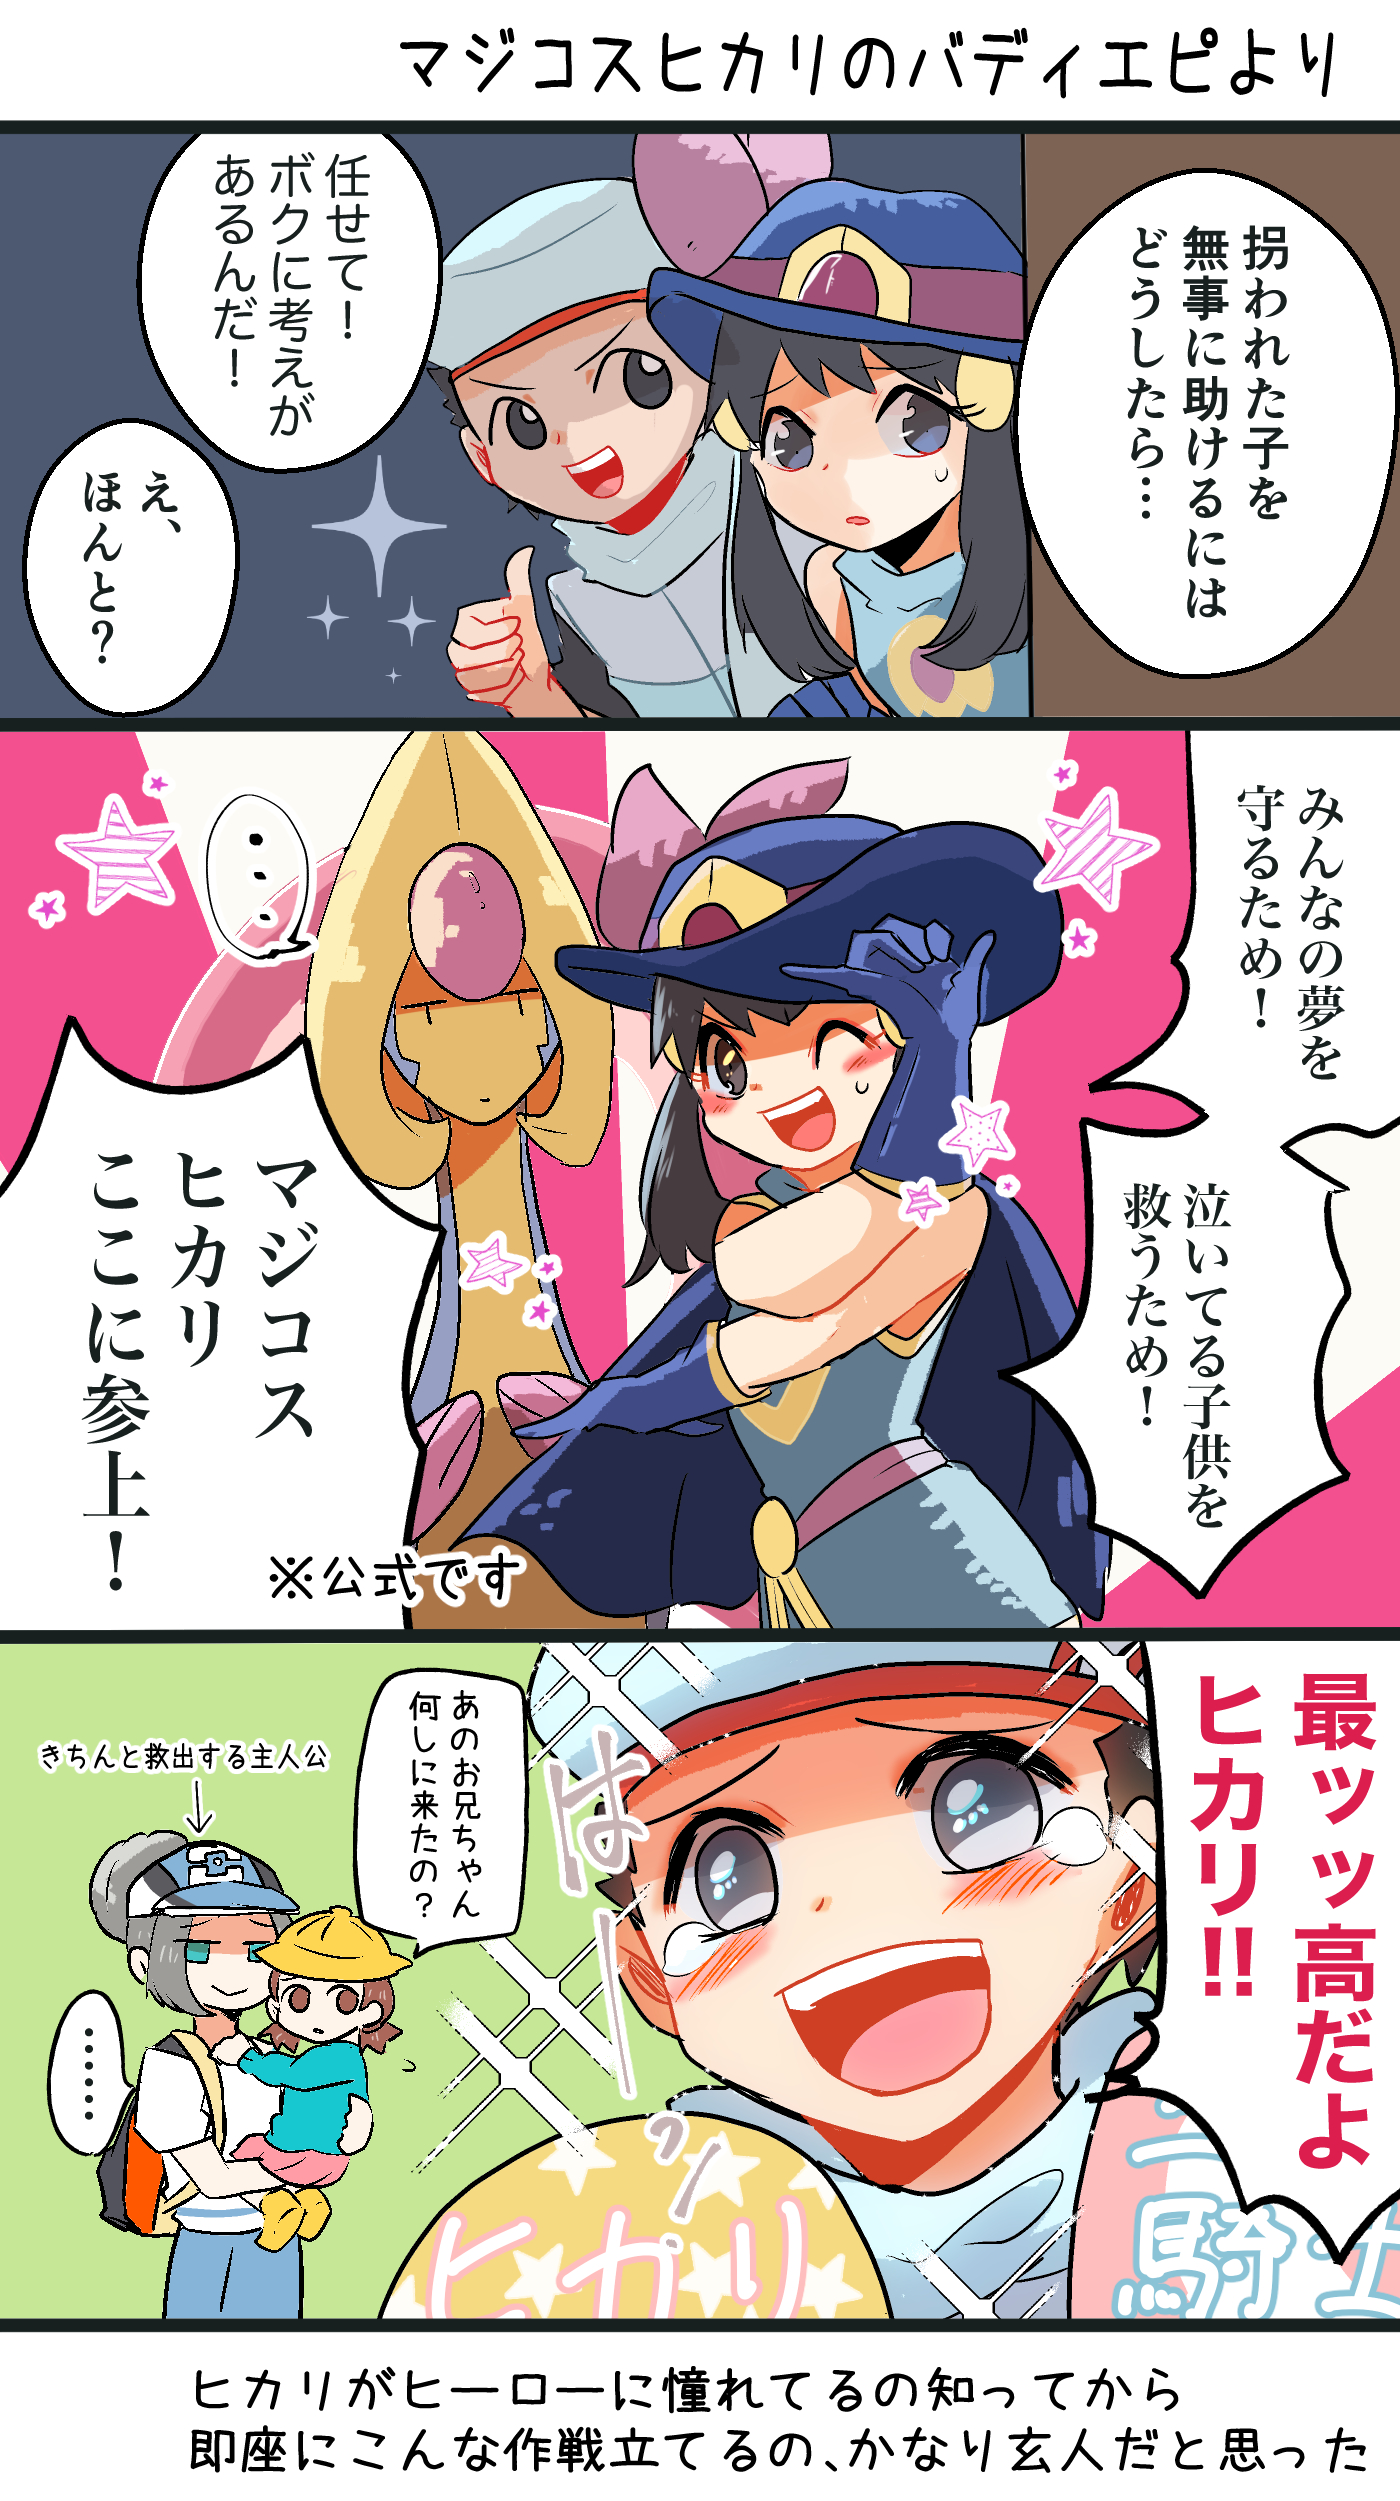 マジコスヒカリのバディエピより
拐われた子を
無事に助けるには
どうしたら…
任せて！
ボクに考えが
あるんだ！
え、
ほんと？
みんなの夢を
守るため！
泣いてる子供を
救うため！
…
マジコス
ヒカリ
ここに参上！
※公式です
最ッッ高だよ
ヒカリ!!
はーーッ
あのお兄ちゃん
何しに来たの？
きちんと救出する主人公
……
ヒカリ
騎士
ヒカリがヒーローに憧れてるの知ってから
即座にこんな作戦立てるの、かなり玄人だと思った